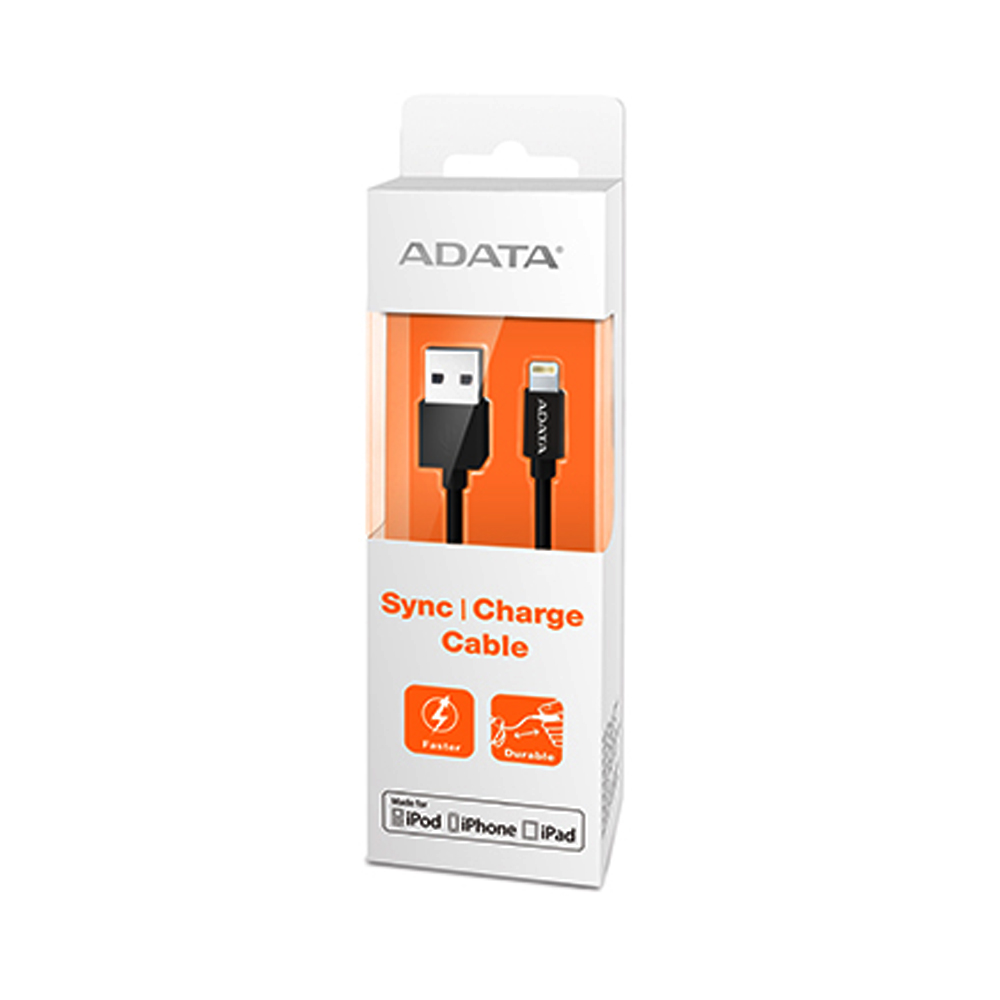 ADATA®
ADATA
Sync | Charge
Cable
Faster
Durable
Made for
iPod iPhone iPad